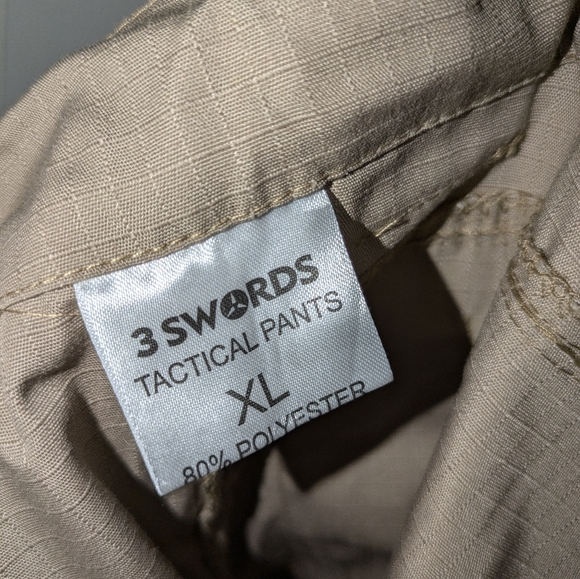 3 SWORDS
TACTICAL PANTS
XL
80% POLYESTER